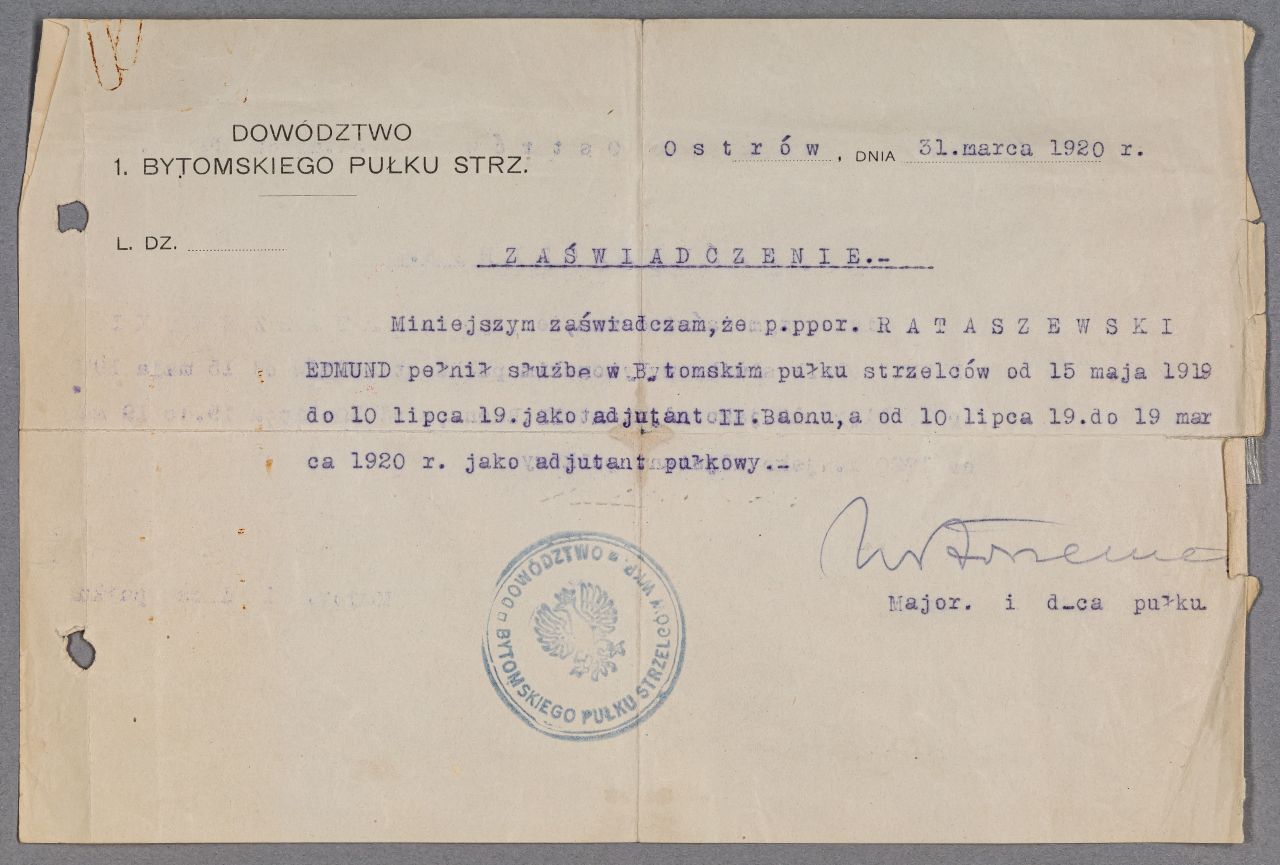 DOWÓDZTWO
1. BYTOMSKIEGO PUŁKU STRZ.
Ostrów, DNIA 31.marca 1920 r.
L. DZ.
ZAŚWIADCZENIE.-
Miniejszym zaświadczam,że p.ppor. RATASZEWSKI
EDMUND pełnił służbę w Bytomskim pułku strzelców od 15 maja 1919
do 10 lipca 19.jako adjutant II.Baonu,a od 10 lipca 19.do 19 mar
ca 1920 r. jako adjutant pułkowy.-
Major. i d-ca pułku
DOWÓDZTWO
BYTOMSKIEGO PUŁKU STRZELCÓW WKP.